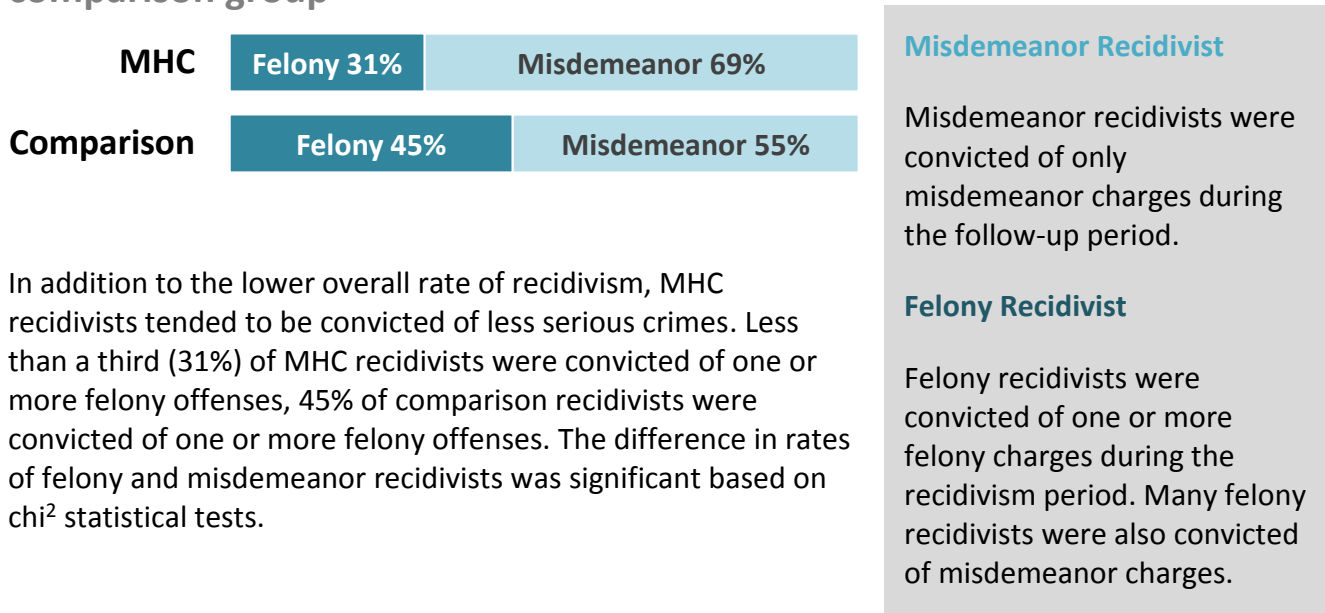 comparison group
MHC
Felony 31%
Misdemeanor 69%
Comparison
Felony 45%
Misdemeanor 55%
In addition to the lower overall rate of recidivism, MHC
recidivists tended to be convicted of less serious crimes. Less
than a third (31%) of MHC recidivists were convicted of one or
more felony offenses, 45% of comparison recidivists were
convicted of one or more felony offenses. The difference in rates
of felony and misdemeanor recidivists was significant based on
chi² statistical tests.
Misdemeanor Recidivist
Misdemeanor recidivists were
convicted of only
misdemeanor charges during
the follow-up period.
Felony Recidivist
Felony recidivists were
convicted of one or more
felony charges during the
recidivism period. Many felony
recidivists were also convicted
of misdemeanor charges.